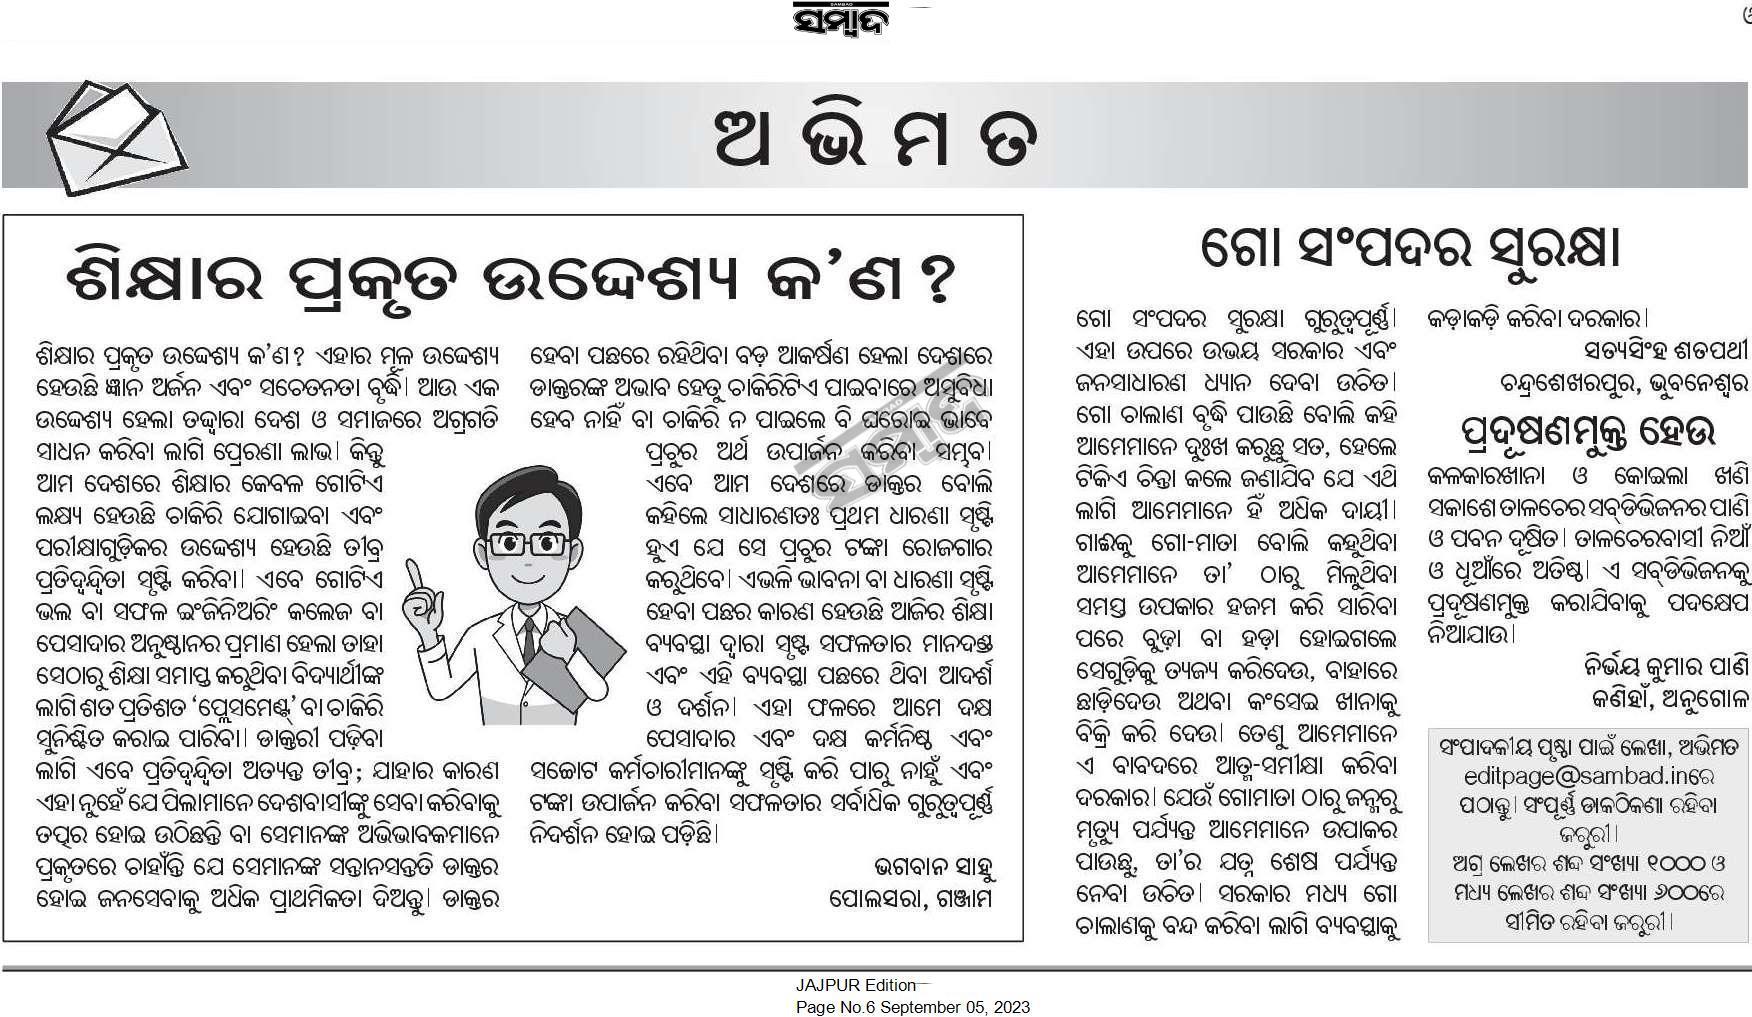 SAMBAD
ସମ୍ବାଦ
ଅଭିମତ
ଶିକ୍ଷାର ପ୍ରକୃତ ଉଦ୍ଦେଶ୍ୟ କ'ଣ ?
ଶିକ୍ଷାର ପ୍ରକୃତ ଉଦ୍ଦେଶ୍ୟ କ'ଣ? ଏହାର ମୂଳ ଉଦ୍ଦେଶ୍ୟ
ହେଉଛି ଜ୍ଞାନ ଅର୍ଜନ ଏବଂ ସଚେତନତା ବୃଦ୍ଧି। ଆଉ ଏକ
ଉଦ୍ଦେଶ୍ୟ ହେଲା ତଦ୍ଦ୍ୱାରା ଦେଶ ଓ ସମାଜରେ ଅଗ୍ରଗତି
ସାଧନ କରିବା ଲାଗି ପ୍ରେରଣା ଲାଭ। କିନ୍ତୁ
ଆମ ଦେଶରେ ଶିକ୍ଷାର କେବଳ ଗୋଟିଏ
ଲକ୍ଷ୍ୟ ହେଉଛି ଚାକିରି ଯୋଗାଇବା ଏବଂ
ପରୀକ୍ଷାଗୁଡ଼ିକର ଉଦ୍ଦେଶ୍ୟ ହେଉଛି ତୀବ୍ର
ପ୍ରତିଦ୍ୱନ୍ଦ୍ୱିତା ସୃଷ୍ଟି କରିବା। ଏବେ ଗୋଟିଏ
ଭଲ ବା ସଫଳ ଇଂଜିନିଅରିଂ କଲେଜ ବା
ପେସାଦାର ଅନୁଷ୍ଠାନର ପ୍ରମାଣ ହେଲା ତାହା
ସେଠାରୁ ଶିକ୍ଷା ସମାପ୍ତ କରୁଥିବା ବିଦ୍ୟାର୍ଥୀଙ୍କ
ଲାଗି ଶତ ପ୍ରତିଶତ 'ପ୍ଲେସମେଣ୍ଟ' ବା ଚାକିରି
ସୁନିଶ୍ଚିତ କରାଇ ପାରିବା। ଡାକ୍ତରୀ ପଢ଼ିବା
ଲାଗି ଏବେ ପ୍ରତିଦ୍ୱନ୍ଦ୍ୱିତା ଅତ୍ୟନ୍ତ ତୀବ୍ର; ଯାହାର କାରଣ
ଏହା ନୁହେଁ ଯେ ପିଲାମାନେ ଦେଶବାସୀଙ୍କୁ ସେବା କରିବାକୁ
ତତ୍ପର ହୋଇ ଉଠିଛନ୍ତି ବା ସେମାନଙ୍କ ଅଭିଭାବକମାନେ
ପ୍ରକୃତରେ ଚାହାଁନ୍ତି ଯେ ସେମାନଙ୍କ ସନ୍ତାନସନ୍ତତି ଡାକ୍ତର
ହୋଇ ଜନସେବାକୁ ଅଧିକ ପ୍ରାଥମିକତା ଦିଅନ୍ତୁ। ଡାକ୍ତର
ହେବା ପଛରେ ରହିଥିବା ବଡ଼ ଆକର୍ଷଣ ହେଲା ଦେଶରେ
ଡାକ୍ତରଙ୍କ ଅଭାବ ହେତୁ ଚାକିରିଟିଏ ପାଇବାରେ ଅସୁବିଧା
ହେବ ନାହିଁ ବା ଚାକିରି ନ ପାଇଲେ ବି ଘରୋଇ ଭାବେ
ପ୍ରଚୁର ଅର୍ଥ ଉପାର୍ଜନ କରିବା ସମ୍ଭବ।
ଏବେ ଆମ ଦେଶରେ ଡାକ୍ତର ବୋଲି
କହିଲେ ସାଧାରଣତଃ ପ୍ରଥମ ଧାରଣା ସୃଷ୍ଟି
ହୁଏ ଯେ ସେ ପ୍ରଚୁର ଟଙ୍କା ରୋଜଗାର
କରୁଥିବେ। ଏଭଳି ଭାବନା ବା ଧାରଣା ସୃଷ୍ଟି
ହେବା ପଛର କାରଣ ହେଉଛି ଆଜିର ଶିକ୍ଷା
ବ୍ୟବସ୍ଥା ଦ୍ୱାରା ସୃଷ୍ଟ ସଫଳତାର ମାନଦଣ୍ଡ
ଏବଂ ଏହି ବ୍ୟବସ୍ଥା ପଛରେ ଥିବା ଆଦର୍ଶ
ଓ ଦର୍ଶନ। ଏହା ଫଳରେ ଆମେ ଦକ୍ଷ
ପେସାଦାର ଏବଂ ଦକ୍ଷ କର୍ମନିଷ୍ଠ ଏବଂ
ସଚ୍ଚୋଟ କର୍ମଚାରୀମାନଙ୍କୁ ସୃଷ୍ଟି କରି ପାରୁ ନାହୁଁ ଏବଂ
ଟଙ୍କା ଉପାର୍ଜନ କରିବା ସଫଳତାର ସର୍ବାଧିକ ଗୁରୁତ୍ୱପୂର୍ଣ୍ଣ
ନିଦର୍ଶନ ହୋଇ ପଡ଼ିଛି।
ଭଗବାନ ସାହୁ
ପୋଲସରା, ଗଞ୍ଜାମ
ଗୋ ସଂପଦର ସୁରକ୍ଷା
ଗୋ ସଂପଦର ସୁରକ୍ଷା ଗୁରୁତ୍ୱପୂର୍ଣ୍ଣ।
ଏହା ଉପରେ ଉଭୟ ସରକାର ଏବଂ
ଜନସାଧାରଣ ଧ୍ୟାନ ଦେବା ଉଚିତ।
ଗୋ ଚାଲାଣ ବୃଦ୍ଧି ପାଉଛି ବୋଲି କହି
ଆମେମାନେ ଦୁଃଖ କରୁଛୁ ସତ, ହେଲେ
ଟିକିଏ ଚିନ୍ତା କଲେ ଜଣାଯିବ ଯେ ଏଥି
ଲାଗି ଆମେମାନେ ହିଁ ଅଧିକ ଦାୟୀ।
ଗାଈକୁ ଗୋ-ମାତା ବୋଲି କହୁଥିବା
ଆମେମାନେ ତା' ଠାରୁ ମିଳୁଥିବା
ସମସ୍ତ ଉପକାର ହଜମ କରି ସାରିବା
ପରେ ବୁଢ଼ା ବା ହଡ଼ା ହୋଇଗଲେ
ସେଗୁଡ଼ିକୁ ତ୍ୟଜ୍ୟ କରିଦେଉ, ବାହାରେ
ଛାଡ଼ିଦେଉ ଅଥବା କଂସେଇ ଖାନାକୁ
ବିକ୍ରି କରି ଦେଉ। ତେଣୁ ଆମେମାନେ
ଏ ବାବଦରେ ଆତ୍ମ-ସମୀକ୍ଷା କରିବା
ଦରକାର। ଯେଉଁ ଗୋମାତା ଠାରୁ ଜନ୍ମରୁ
ମୃତ୍ୟୁ ପର୍ଯ୍ୟନ୍ତ ଆମେମାନେ ଉପାକର
ପାଉଛୁ, ତା'ର ଯତ୍ନ ଶେଷ ପର୍ଯ୍ୟନ୍ତ
ନେବା ଉଚିତ। ସରକାର ମଧ୍ୟ ଗୋ
ଚାଲାଣକୁ ବନ୍ଦ କରିବା ଲାଗି ବ୍ୟବସ୍ଥାକୁ
କଡ଼ାକଡ଼ି କରିବା ଦରକାର।
ସତ୍ୟସିଂହ ଶତପଥୀ
ଚନ୍ଦ୍ରଶେଖରପୁର, ଭୁବନେଶ୍ୱର
ପ୍ରଦୂଷଣମୁକ୍ତ ହେଉ
କଳକାରଖାନା ଓ କୋଇଲା ଖଣି
ସକାଶେ ତାଳଚେର ସବ୍‌ଡିଭିଜନର ପାଣି
ଓ ପବନ ଦୂଷିତ। ତାଳଚେରବାସୀ ନିଆଁ
ଓ ଧୂଆଁରେ ଅତିଷ୍ଠ। ଏ ସବ୍‌ଡିଭିଜନକୁ
ପ୍ରଦୂଷଣମୁକ୍ତ କରାଯିବାକୁ ପଦକ୍ଷେପ
ନିଆଯାଉ।
ନିର୍ଭୟ କୁମାର ପାଣି
କଣିହାଁ, ଅନୁଗୋଳ
ସଂପାଦକୀୟ ପୃଷ୍ଠା ପାଇଁ ଲେଖା, ଅଭିମତ
editpage@sambad.inରେ
ପଠାନ୍ତୁ। ସଂପୂର୍ଣ୍ଣ ଡାକଠିକଣା ରହିବା
ଜରୁରୀ।
ଅଗ୍ର ଲେଖର ଶବ୍ଦ ସଂଖ୍ୟା ୧୦୦୦ ଓ
ମଧ୍ୟ ଲେଖର ଶବ୍ଦ ସଂଖ୍ୟା ୬୦୦ରେ
ସୀମିତ ରହିବା ଜରୁରୀ।
JAJPUR Edition
Page No.6 September 05, 2023